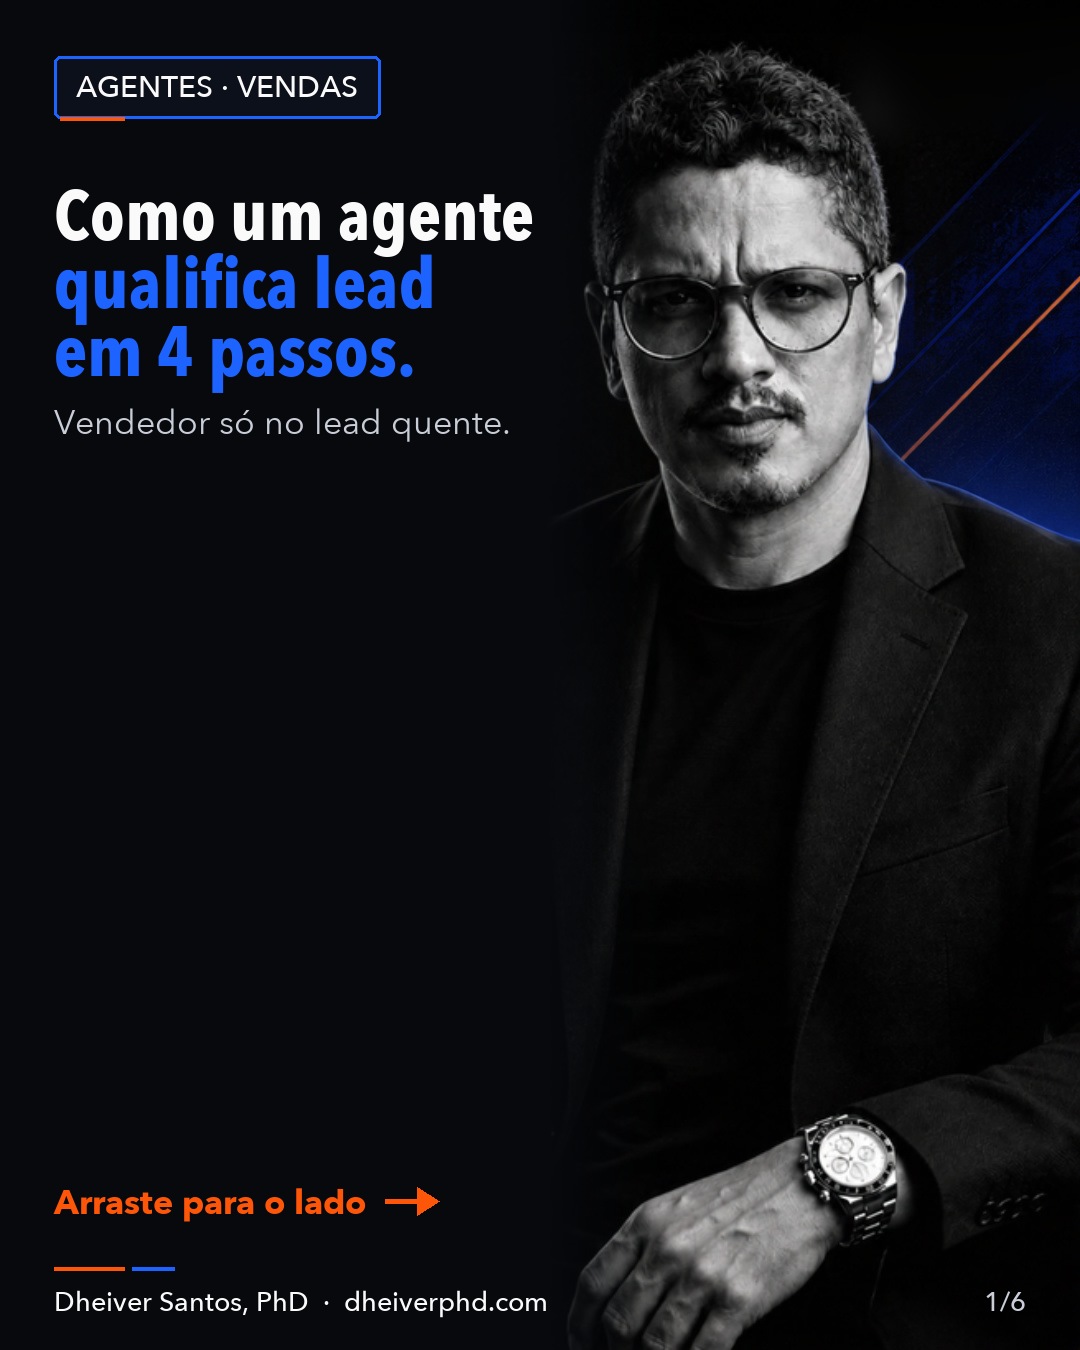 AGENTES · VENDAS
Como um agente
qualifica lead
em 4 passos.
Vendedor só no lead quente.
Arraste para o lado
Dheiver Santos, PhD · dheiverphd.com
1/6